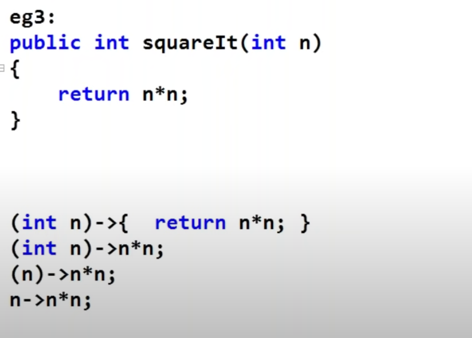 eg3:
public int squareIt(int n)
{
return n*n;
}
(int n)->{  return n*n; }
(int n)->n*n;
(n)->n*n;
n->n*n;